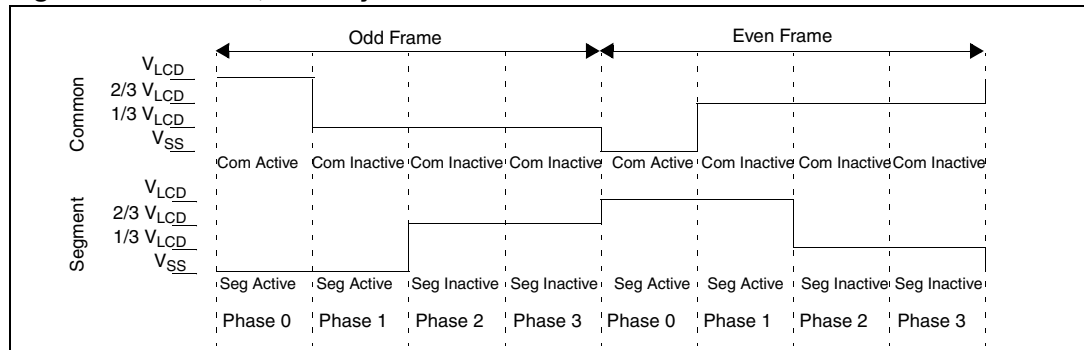 Odd Frame Even Frame
Common
VLCD
2/3 VLCD
1/3 VLCD
VSS
Com Active Com Inactive Com Inactive Com Inactive Com Active Com Inactive Com Inactive Com Inactive
Segment
VLCD
2/3 VLCD
1/3 VLCD
VSS
Seg Active Seg Active Seg Inactive Seg Inactive Seg Active Seg Active Seg Inactive Seg Inactive
Phase 0 Phase 1 Phase 2 Phase 3 Phase 0 Phase 1 Phase 2 Phase 3